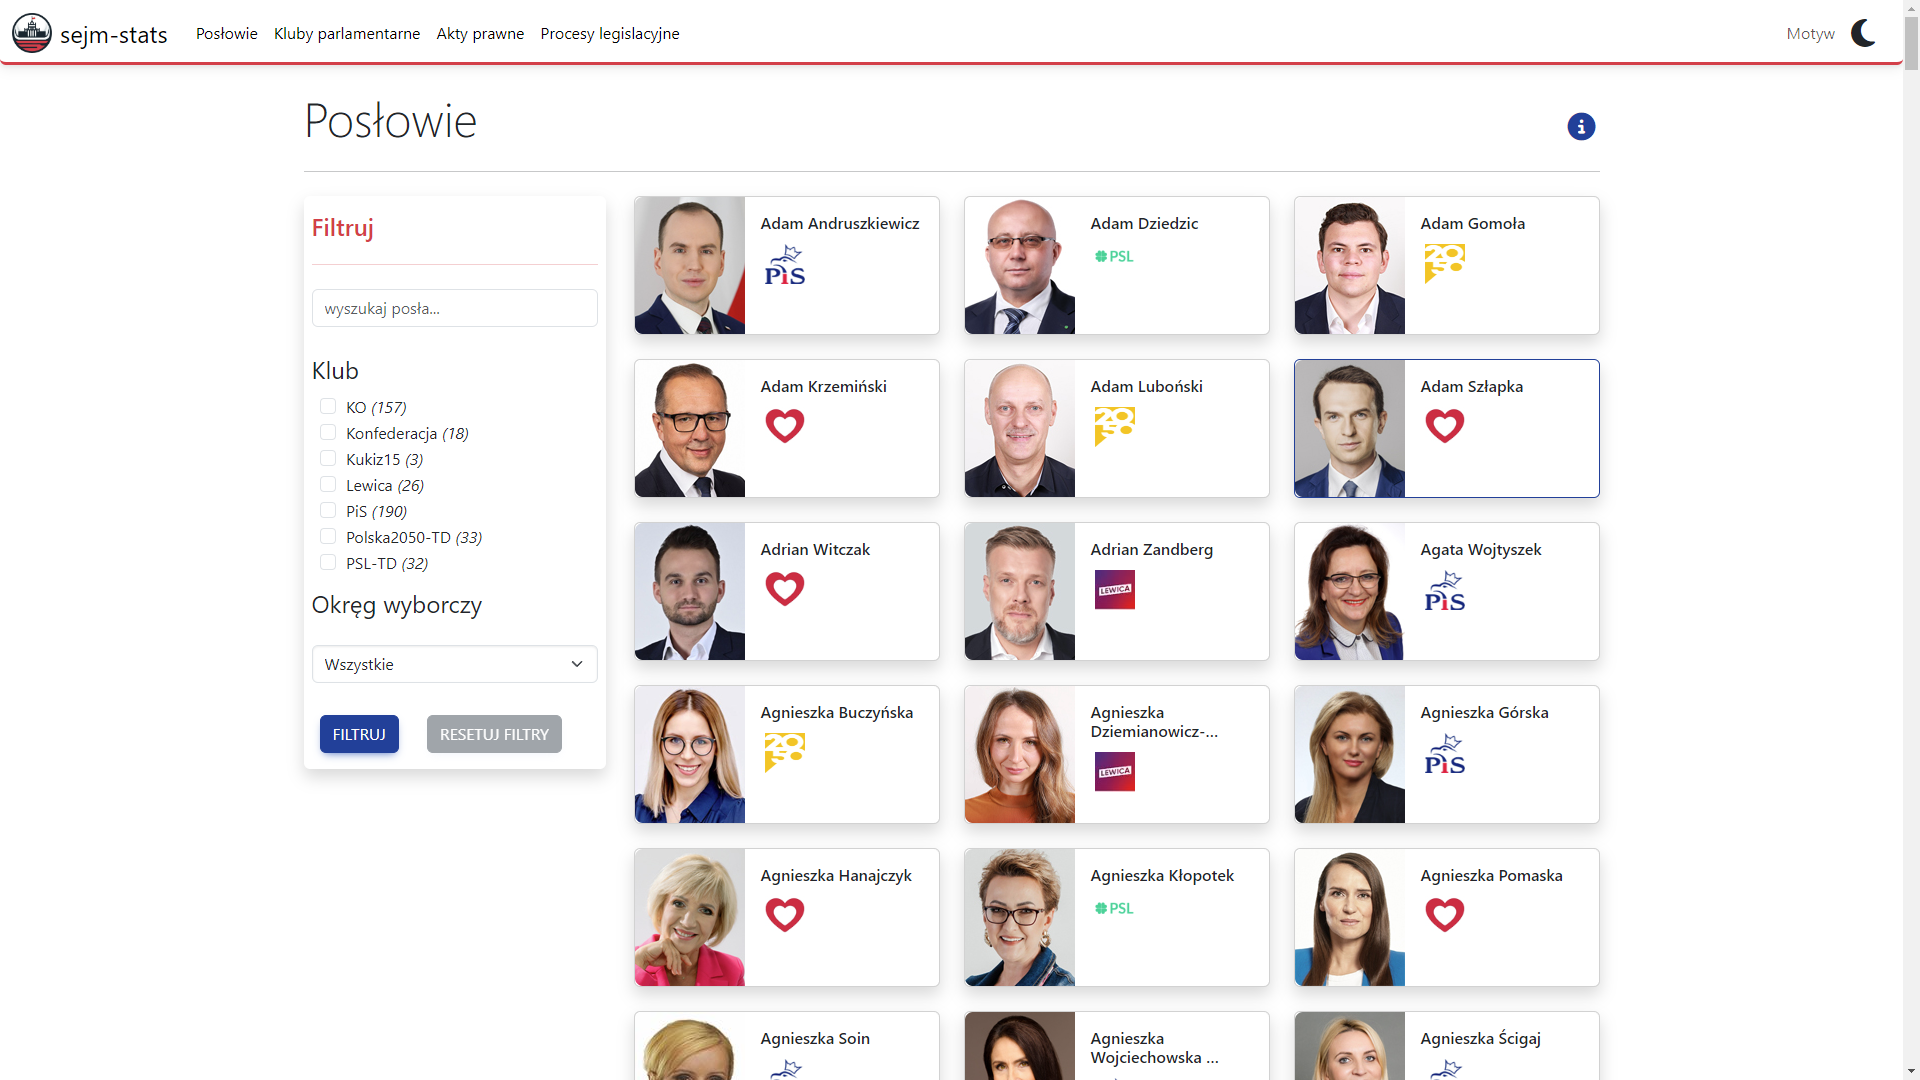 sejm-stats
Posłowie
Kluby parlamentarne
Akty prawne
Procesy legislacyjne
Motyw
Posłowie
Filtruj
wyszukaj posła...
Klub
KO (157)
Konfederacja (18)
Kukiz15 (3)
Lewica (26)
PiS (190)
Polska2050-TD (33)
PSL-TD (32)
Okręg wyborczy
Wszystkie
FILTRUJ
RESETUJ FILTRY
Adam Andruszkiewicz
PiS
Adam Dziedzic
PSL
Adam Gomoła
2050
Adam Krzemiński
Adam Luboński
2050
Adam Szłapka
Adrian Witczak
Adrian Zandberg
LEWICA
Agata Wojtyszek
PiS
Agnieszka Buczyńska
2050
Agnieszka
Dziemianowicz-...
LEWICA
Agnieszka Górska
PiS
Agnieszka Hanajczyk
Agnieszka Kłopotek
PSL
Agnieszka Pomaska
Agnieszka Soin
Agnieszka
Wojciechowska ...
Agnieszka Ścigaj